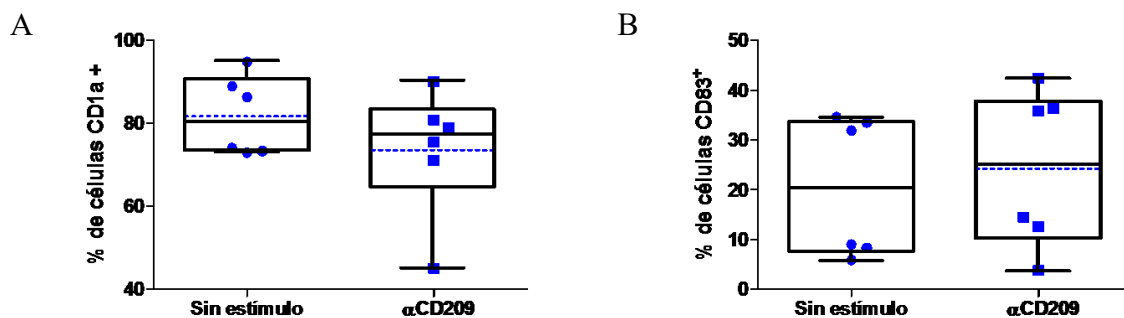 A
% de células CD1a +
100
80
60
40
Sin estímulo
αCD209
B
% de células CD83⁺
50
40
30
20
10
0
Sin estímulo
αCD209